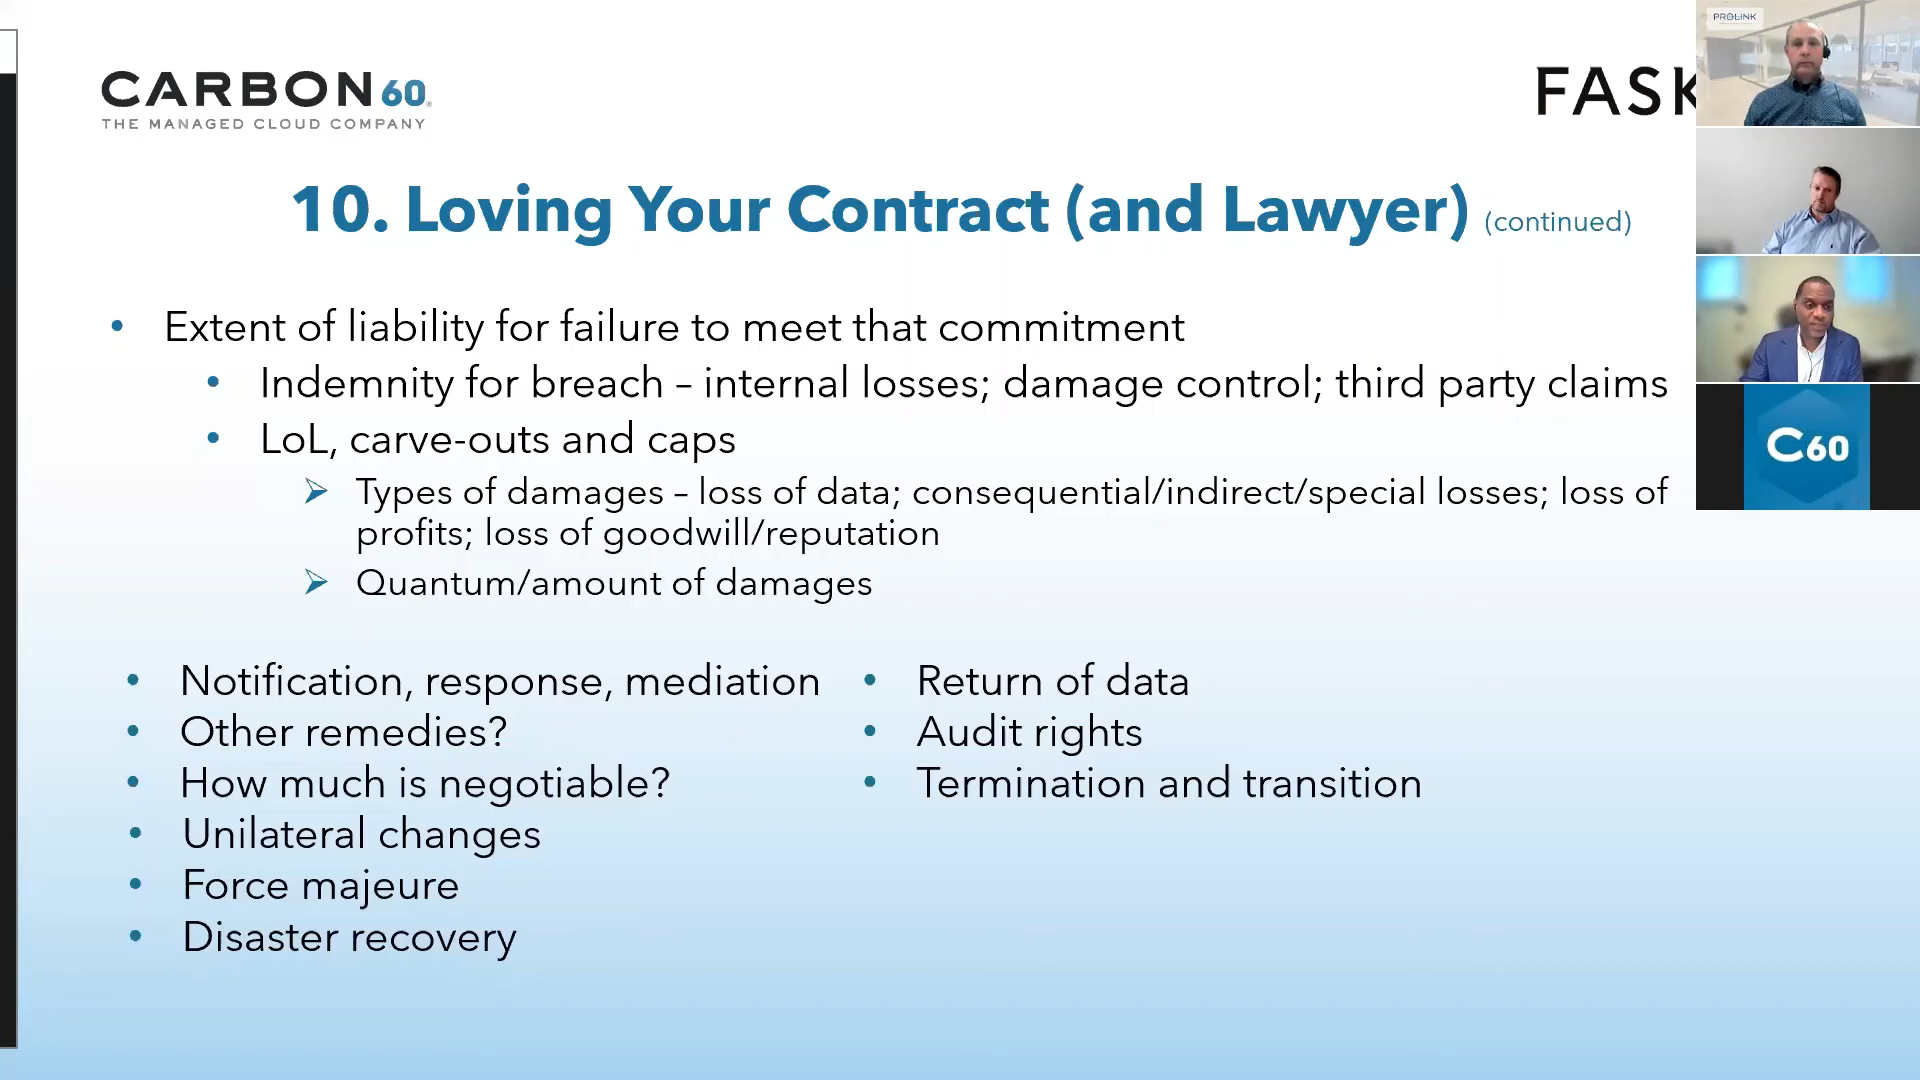 CARBON60
THE MANAGED CLOUD COMPANY
FASK
PROLINK
10. Loving Your Contract (and Lawyer) (continued)
• Extent of liability for failure to meet that commitment
• Indemnity for breach – internal losses; damage control; third party claims
• LoL, carve-outs and caps
C60
➢ Types of damages – loss of data; consequential/indirect/special losses; loss of
profits; loss of goodwill/reputation
➢ Quantum/amount of damages
• Notification, response, mediation
• Other remedies?
• How much is negotiable?
• Unilateral changes
• Force majeure
• Disaster recovery
• Return of data
• Audit rights
• Termination and transition